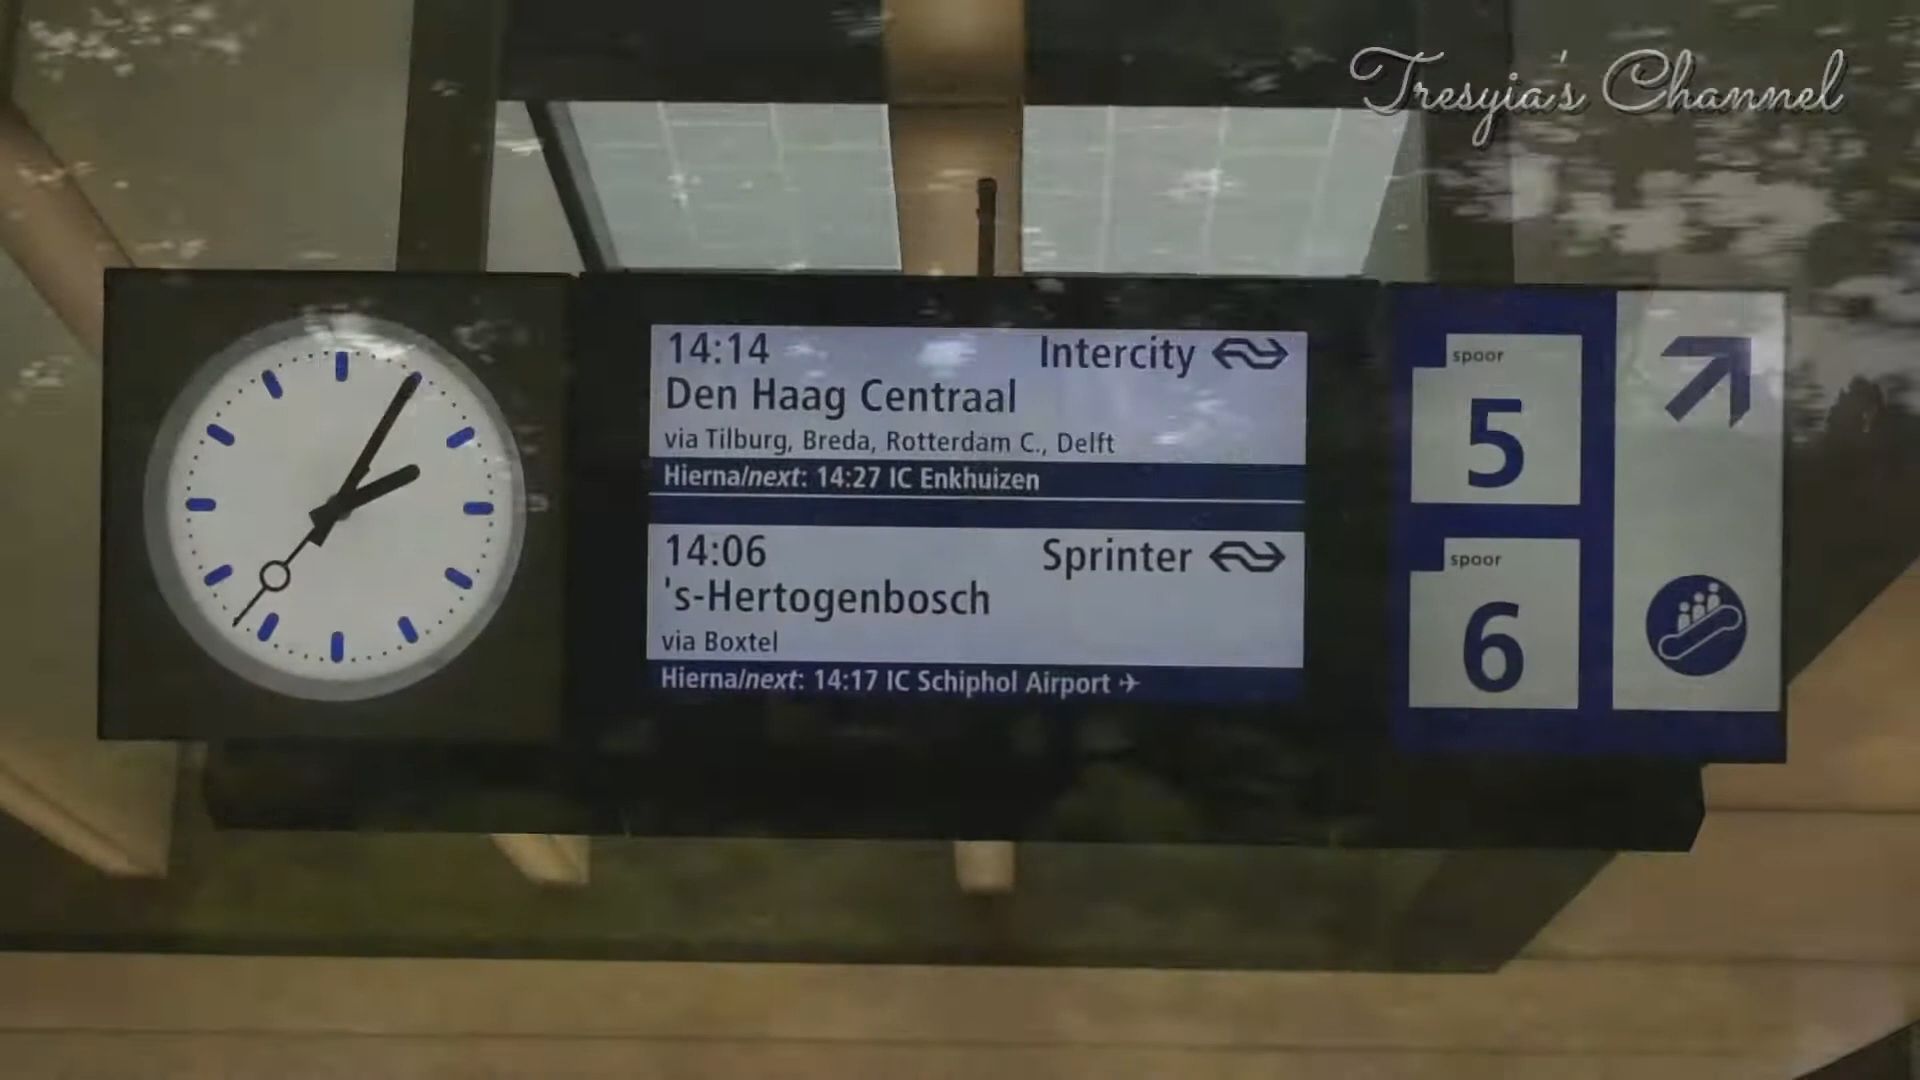 Tresyia's Channel
14:14 Intercity
Den Haag Centraal
via Tilburg, Breda, Rotterdam C., Delft
Hierna/next: 14:27 IC Enkhuizen
spoor
5
14:06 Sprinter
's-Hertogenbosch
via Boxtel
Hierna/next: 14:17 IC Schiphol Airport ✈
spoor
6